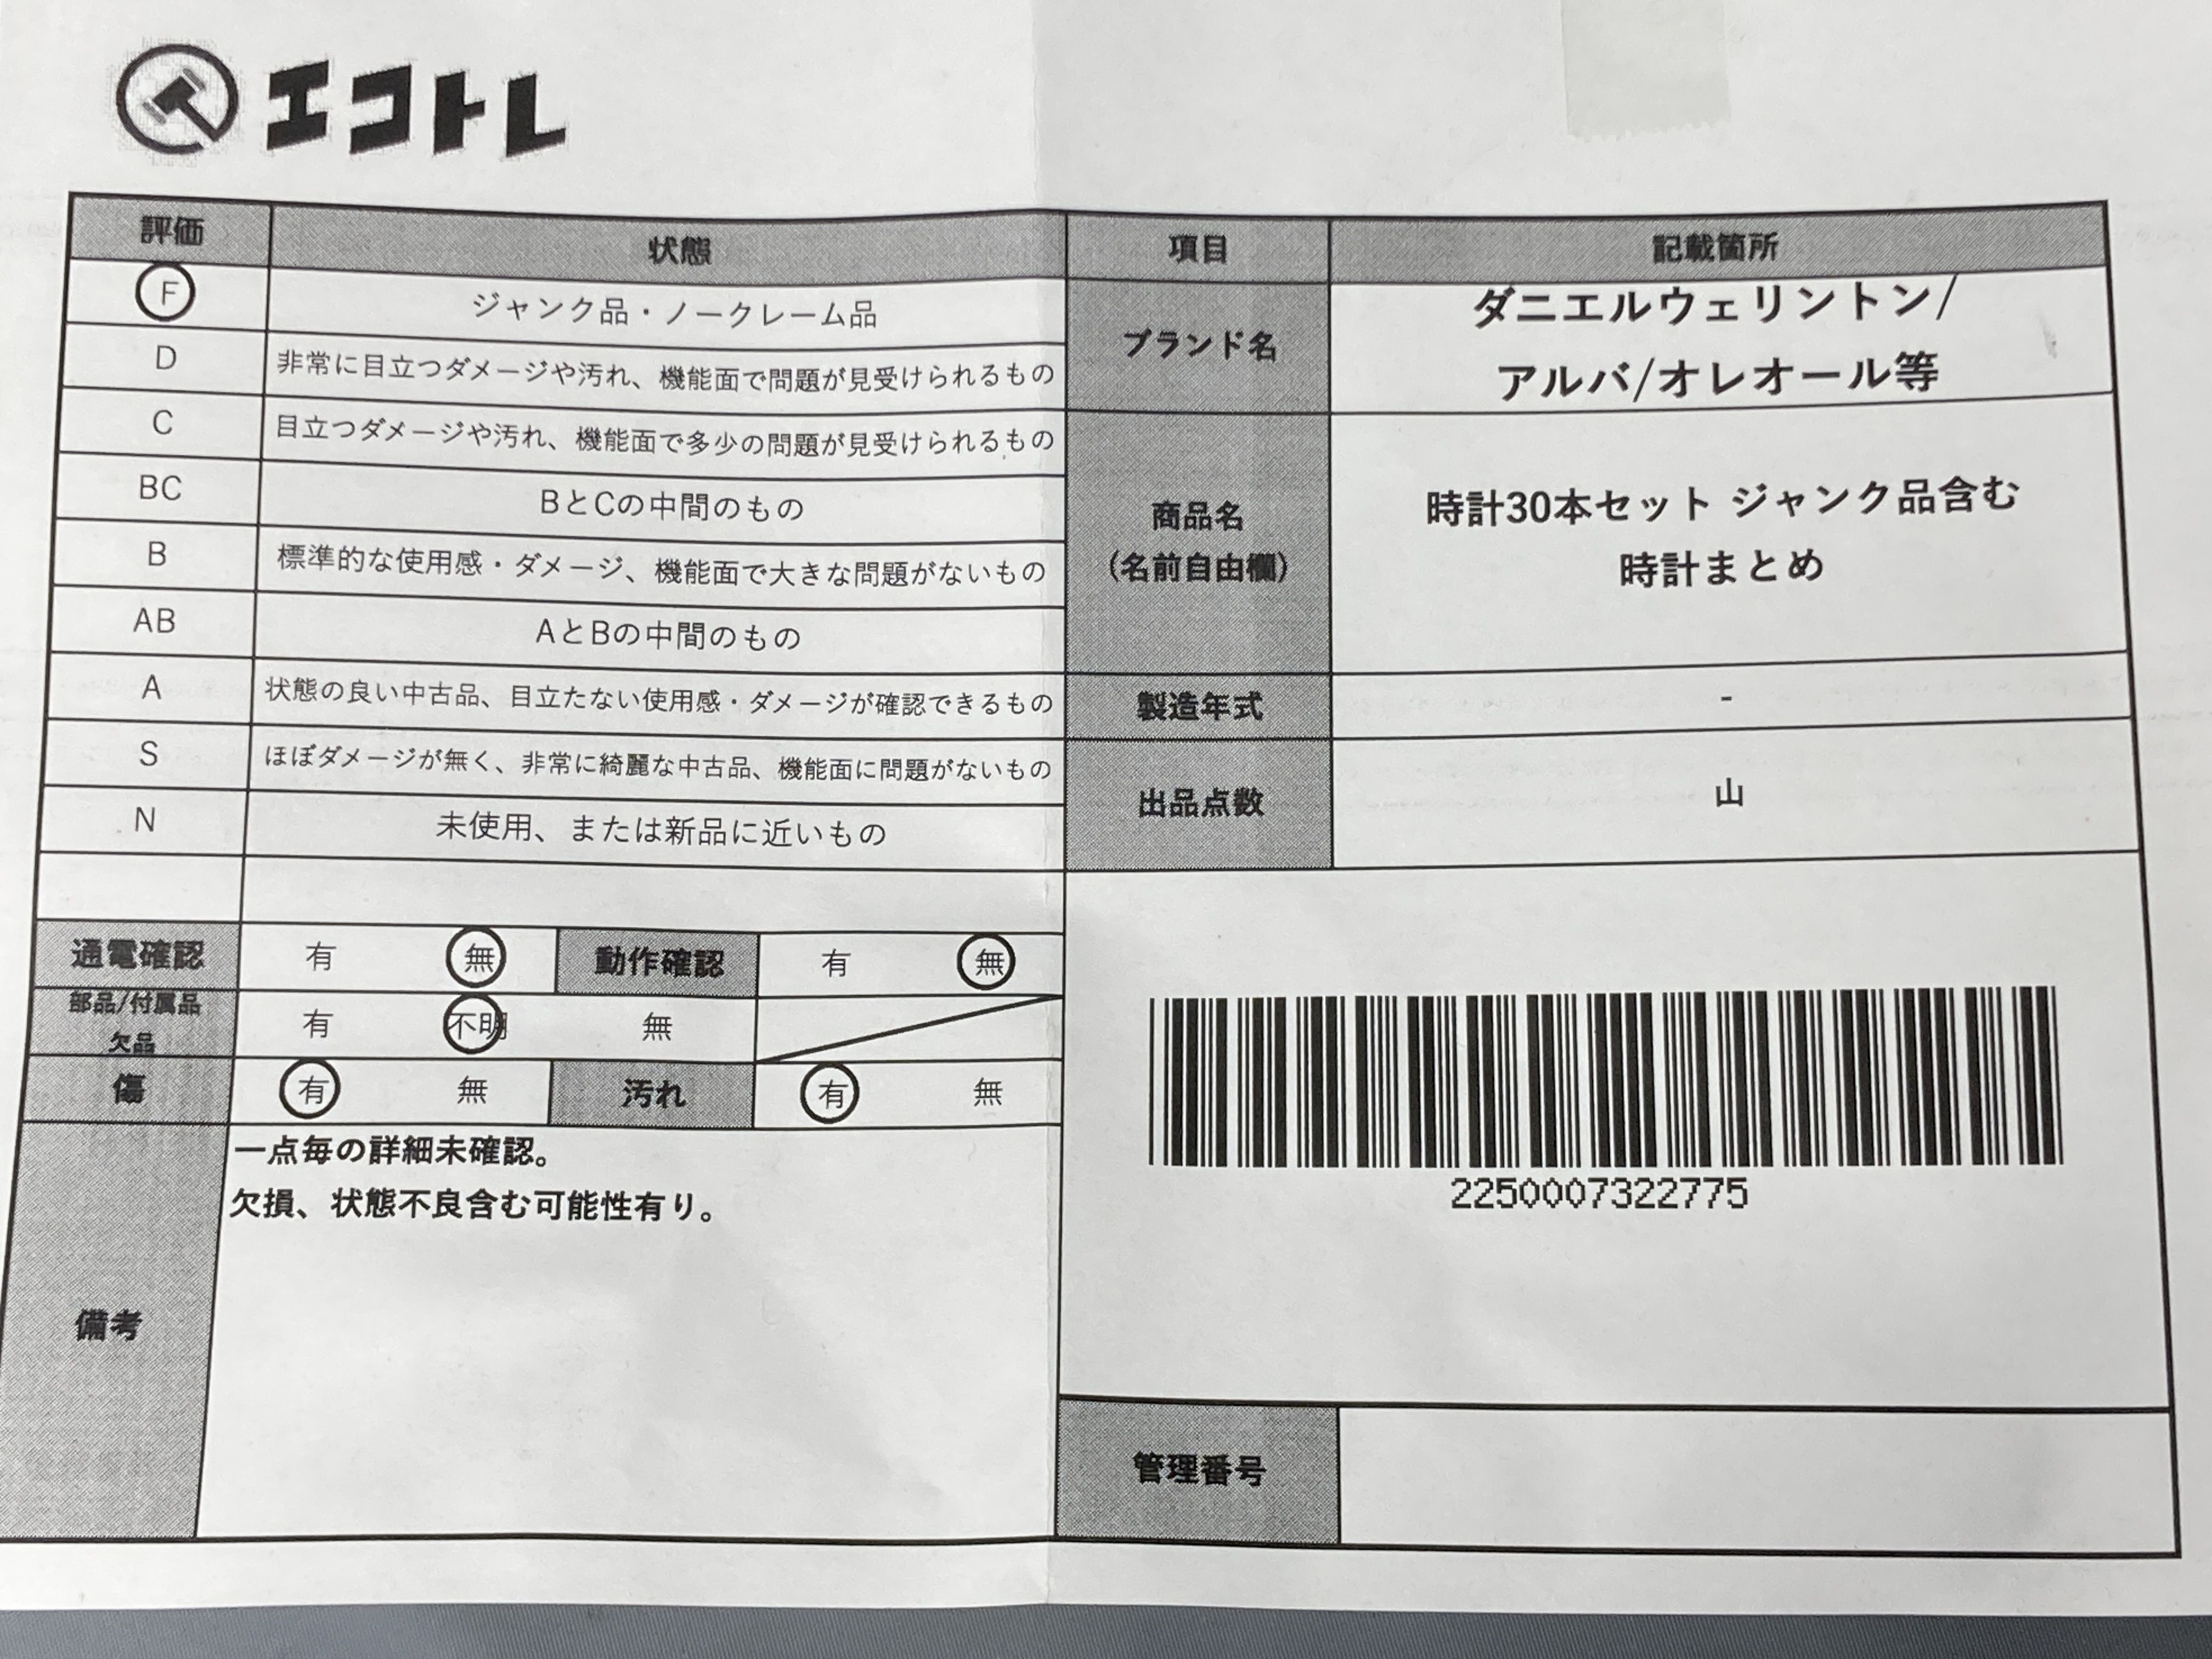 エコトレ
評価 状態
F ジャンク品・ノークレーム品
D 非常に目立つダメージや汚れ、機能面で問題が見受けられるもの
C 目立つダメージや汚れ、機能面で多少の問題が見受けられるもの
BC BとCの中間のもの
B 標準的な使用感・ダメージ、機能面で大きな問題がないもの
AB AとBの中間のもの
A 状態の良い中古品、目立たない使用感・ダメージが確認できるもの
S ほぼダメージが無く、非常に綺麗な中古品、機能面に問題がないもの
N 未使用、または新品に近いもの
通電確認 有 無 動作確認 有 無
部品/付属品
欠品 有 不明 無
傷 有 無 汚れ 有 無
備考
一点毎の詳細未確認。
欠損、状態不良含む可能性有り。
項目 記載箇所
ブランド名
ダニエルウェリントン/
アルバ/オレオール等
商品名
(名前自由欄)
時計30本セット ジャンク品含む
時計まとめ
製造年式 -
出品点数 山
2250007322775
管理番号